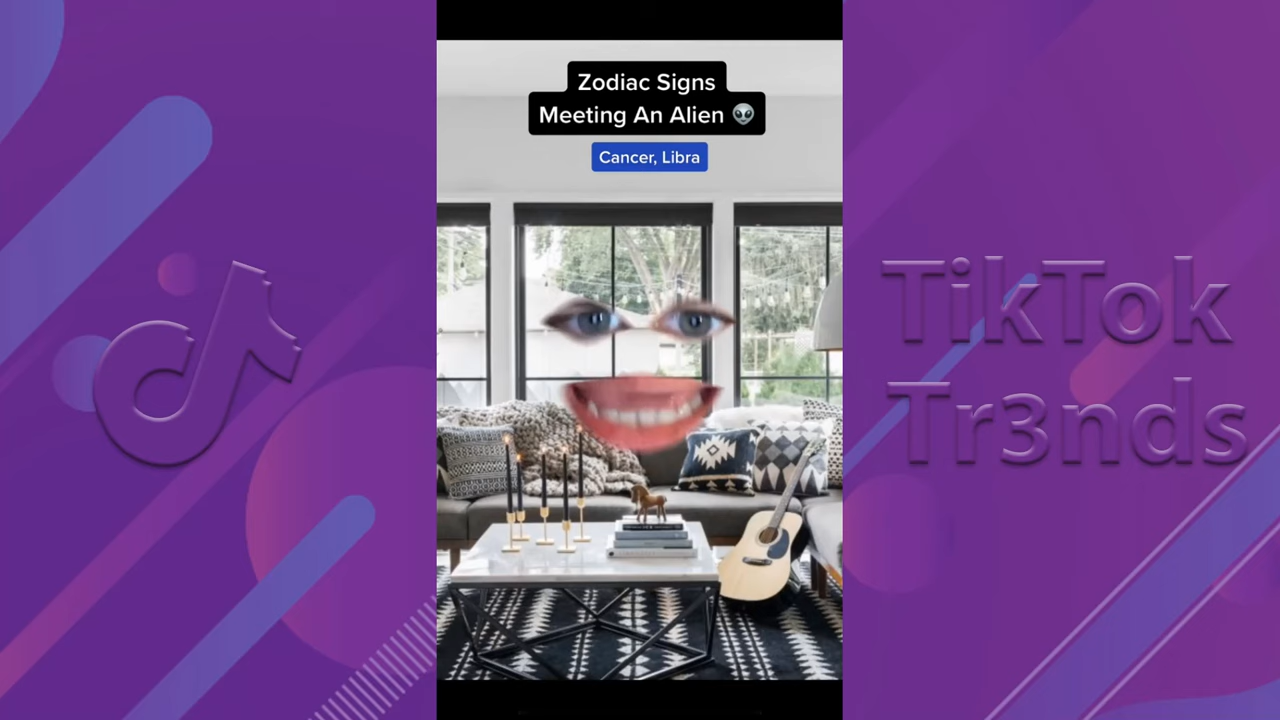 Zodiac Signs
Meeting An Alien 👽
Cancer, Libra
TikTok
Tr3nds